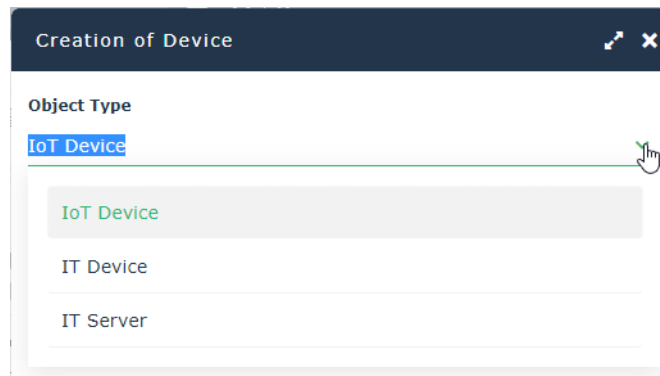 Creation of Device
Object Type
IoT Device
IoT Device
IT Device
IT Server